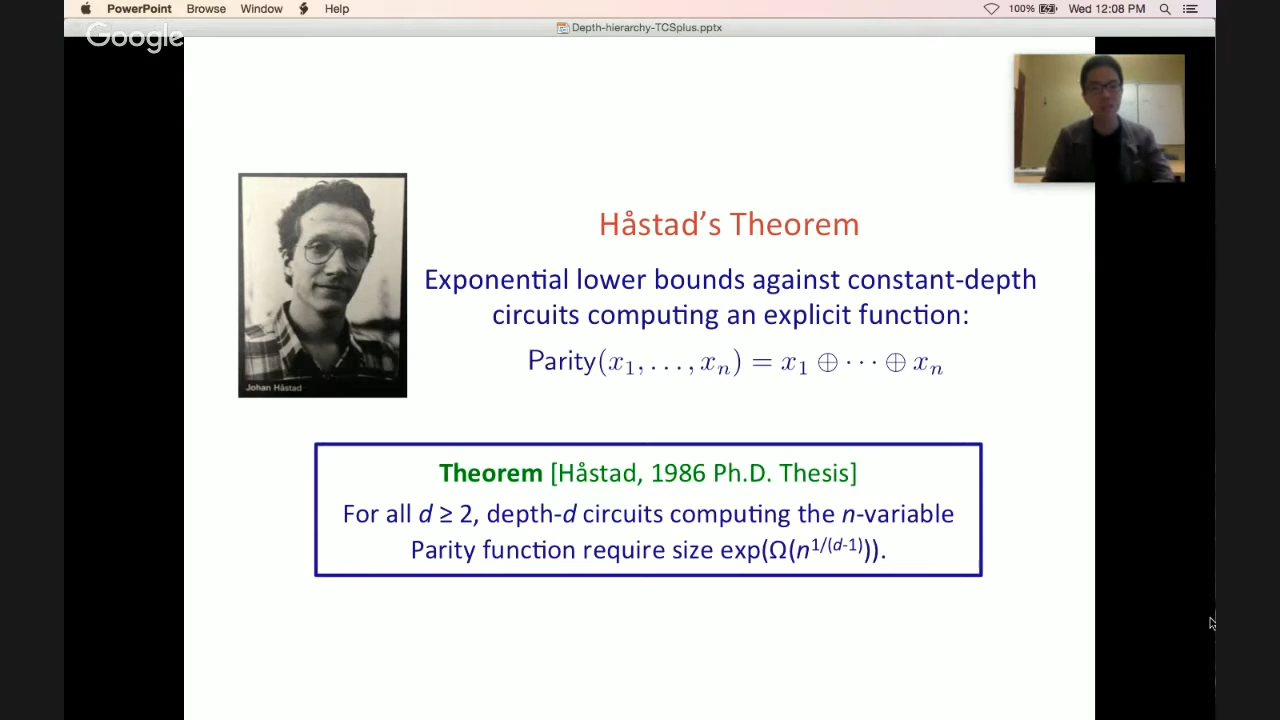 PowerPoint Browse Window Help 100% Wed 12:08 PM
Depth-hierarchy-TCSplus.pptx
Google
Håstad's Theorem
Exponential lower bounds against constant-depth
circuits computing an explicit function:
Parity(x₁, . . . , xₙ) = x₁ ⊕ · · · ⊕ xₙ
Johan Håstad
Theorem [Håstad, 1986 Ph.D. Thesis]
For all d ≥ 2, depth-d circuits computing the n-variable
Parity function require size exp(Ω(n^{1/(d-1)})).